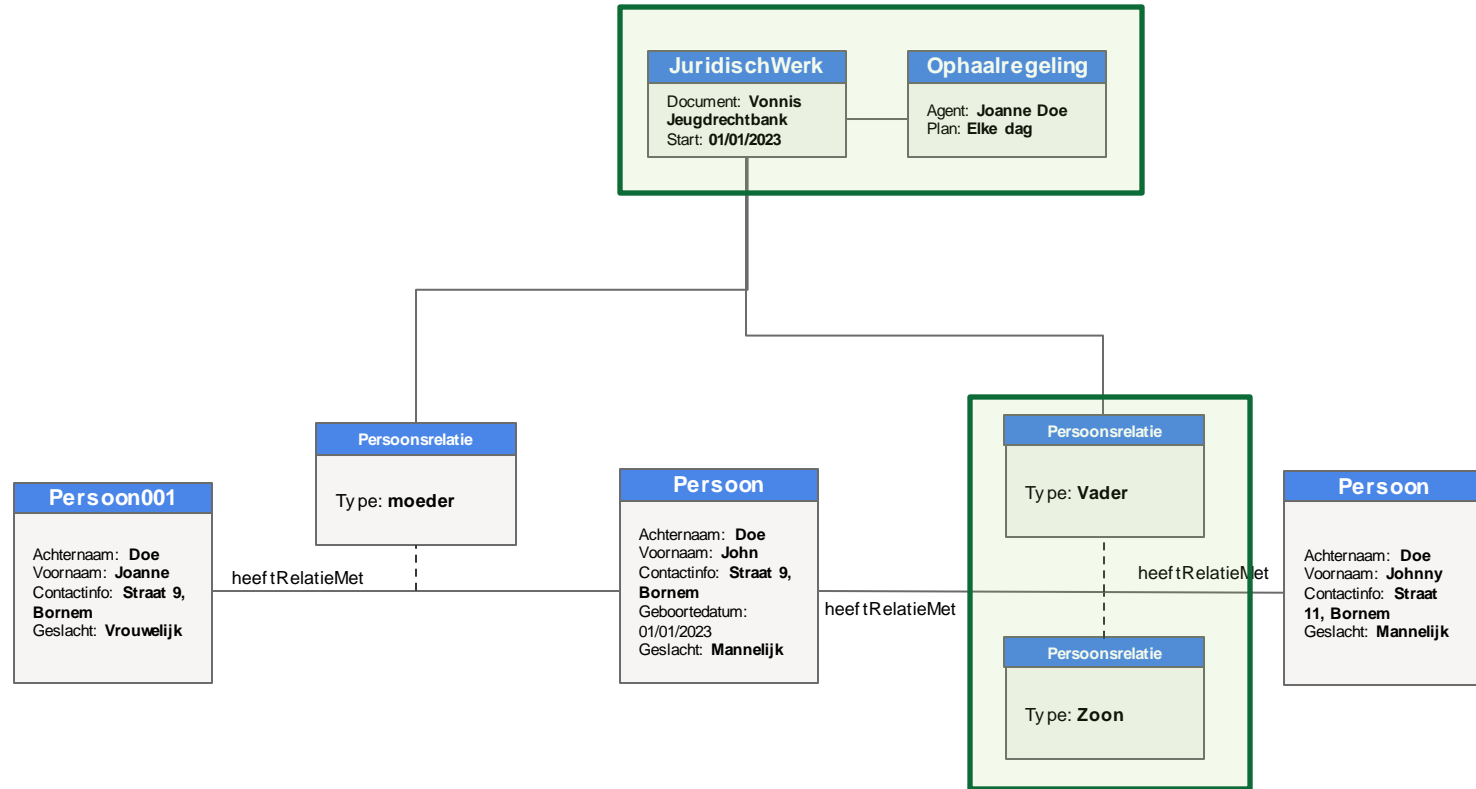 JuridischWerk
Document: Vonnis
Jeugdrechtbank
Start: 01/01/2023
Ophaalregeling
Agent: Joanne Doe
Plan: Elke dag
Persoonsrelatie
Type: moeder
Persoonsrelatie
Type: Vader
Persoon001
Achternaam: Doe
Voornaam: Joanne
Contactinfo: Straat 9,
Bornem
Geslacht: Vrouwelijk
heeftRelatieMet
Persoon
Achternaam: Doe
Voornaam: John
Contactinfo: Straat 9,
Bornem
Geboortedatum:
01/01/2023
Geslacht: Mannelijk
heeftRelatieMet
heeftRelatieMet
Persoon
Achternaam: Doe
Voornaam: Johnny
Contactinfo: Straat
11, Bornem
Geslacht: Mannelijk
Persoonsrelatie
Type: Zoon